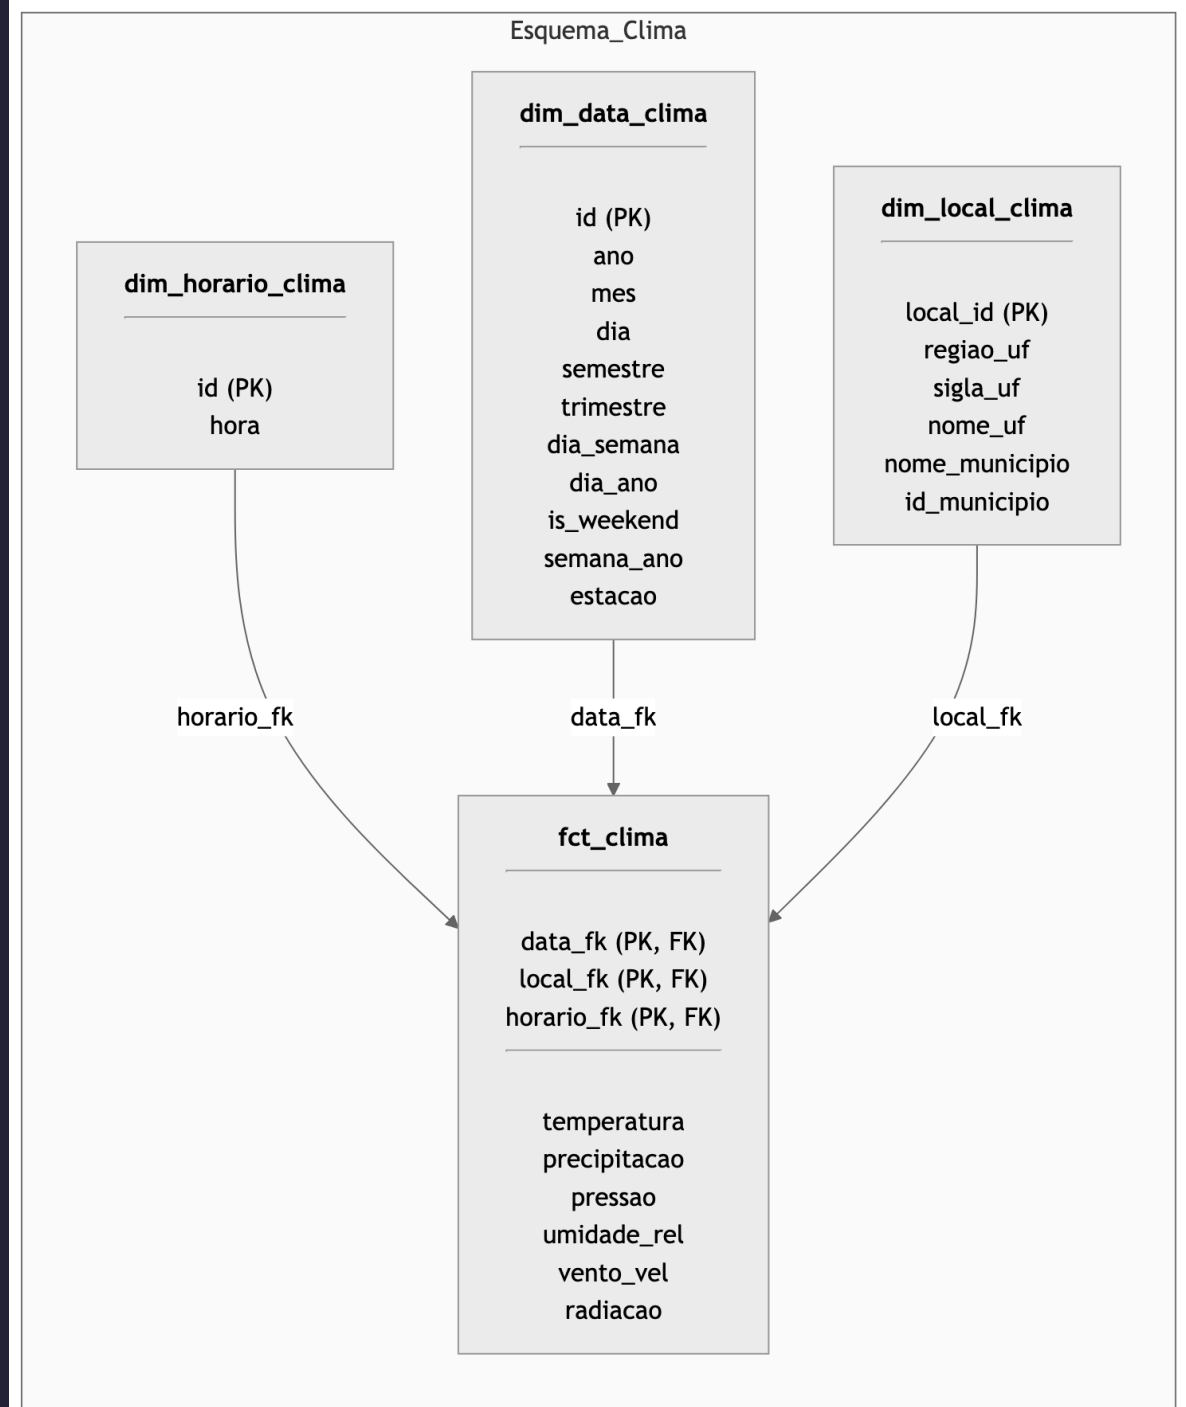 Esquema_Clima
dim_data_clima
id (PK)
ano
mes
dia
semestre
trimestre
dia_semana
dia_ano
is_weekend
semana_ano
estacao
dim_local_clima
local_id (PK)
regiao_uf
sigla_uf
nome_uf
nome_municipio
id_municipio
dim_horario_clima
id (PK)
hora
horario_fk
data_fk
local_fk
fct_clima
data_fk (PK, FK)
local_fk (PK, FK)
horario_fk (PK, FK)
temperatura
precipitacao
pressao
umidade_rel
vento_vel
radiacao